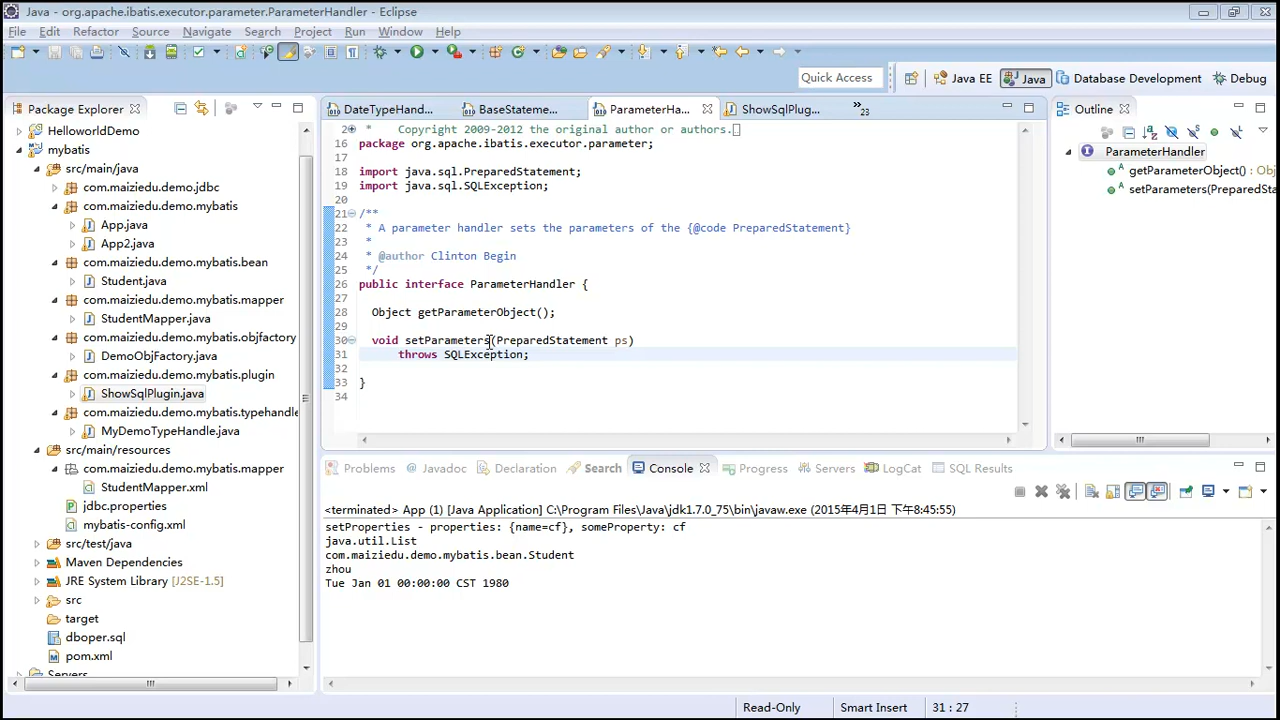 Java - org.apache.ibatis.executor.parameter.ParameterHandler - Eclipse
File Edit Refactor Source Navigate Search Project Run Window Help
Quick Access Java EE Java Database Development Debug
Package Explorer
HelloworldDemo
mybatis
src/main/java
com.maiziedu.demo.jdbc
com.maiziedu.demo.mybatis
App.java
App2.java
com.maiziedu.demo.mybatis.bean
Student.java
com.maiziedu.demo.mybatis.mapper
StudentMapper.java
com.maiziedu.demo.mybatis.objfactory
DemoObjFactory.java
com.maiziedu.demo.mybatis.plugin
ShowSqlPlugin.java
com.maiziedu.demo.mybatis.typehandle
MyDemoTypeHandle.java
src/main/resources
com.maiziedu.demo.mybatis.mapper
StudentMapper.xml
jdbc.properties
mybatis-config.xml
src/test/java
Maven Dependencies
JRE System Library [J2SE-1.5]
src
target
dboper.sql
pom.xml
Servers
DateTypeHand... BaseStateme... ParameterHa... ShowSqlPlug... »23
2 * Copyright 2009-2012 the original author or authors.
16 package org.apache.ibatis.executor.parameter;
17
18 import java.sql.PreparedStatement;
19 import java.sql.SQLException;
20
21 /**
22 * A parameter handler sets the parameters of the {@code PreparedStatement}
23 *
24 * @author Clinton Begin
25 */
26 public interface ParameterHandler {
27
28 Object getParameterObject();
29
30 void setParameters(PreparedStatement ps)
31 throws SQLException;
32
33 }
34
Outline
ParameterHandler
getParameterObject() : Obj
setParameters(PreparedSta
Problems Javadoc Declaration Search Console Progress Servers LogCat SQL Results
<terminated> App (1) [Java Application] C:\Program Files\Java\jdk1.7.0_75\bin\javaw.exe (2015年4月1日 下午8:45:55)
setProperties - properties: {name=cf}, someProperty: cf
java.util.List
com.maiziedu.demo.mybatis.bean.Student
zhou
Tue Jan 01 00:00:00 CST 1980
Read-Only Smart Insert 31 : 27